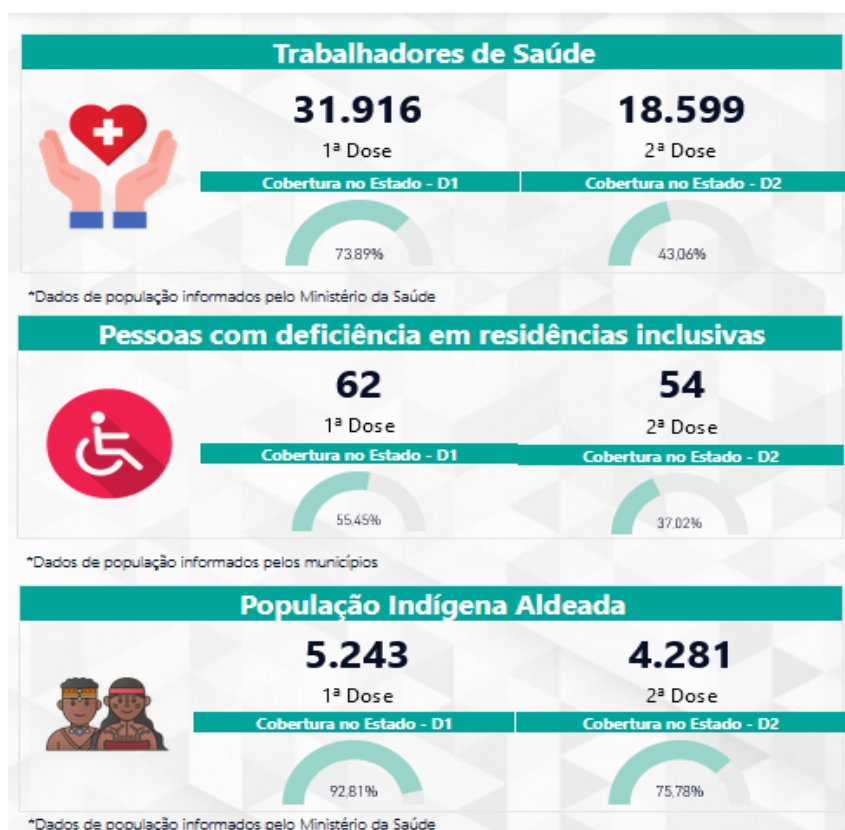 Trabalhadores de Saúde
31.916 18.599
1ª Dose 2ª Dose
Cobertura no Estado - D1 Cobertura no Estado - D2
73,89% 43,06%
*Dados de população informados pelo Ministério da Saúde
Pessoas com deficiência em residências inclusivas
62 54
1ª Dose 2ª Dose
Cobertura no Estado - D1 Cobertura no Estado - D2
55,45% 37,02%
*Dados de população informados pelos municípios
População Indígena Aldeada
5.243 4.281
1ª Dose 2ª Dose
Cobertura no Estado - D1 Cobertura no Estado - D2
92,81% 75,78%
*Dados de população informados pelo Ministério da Saúde